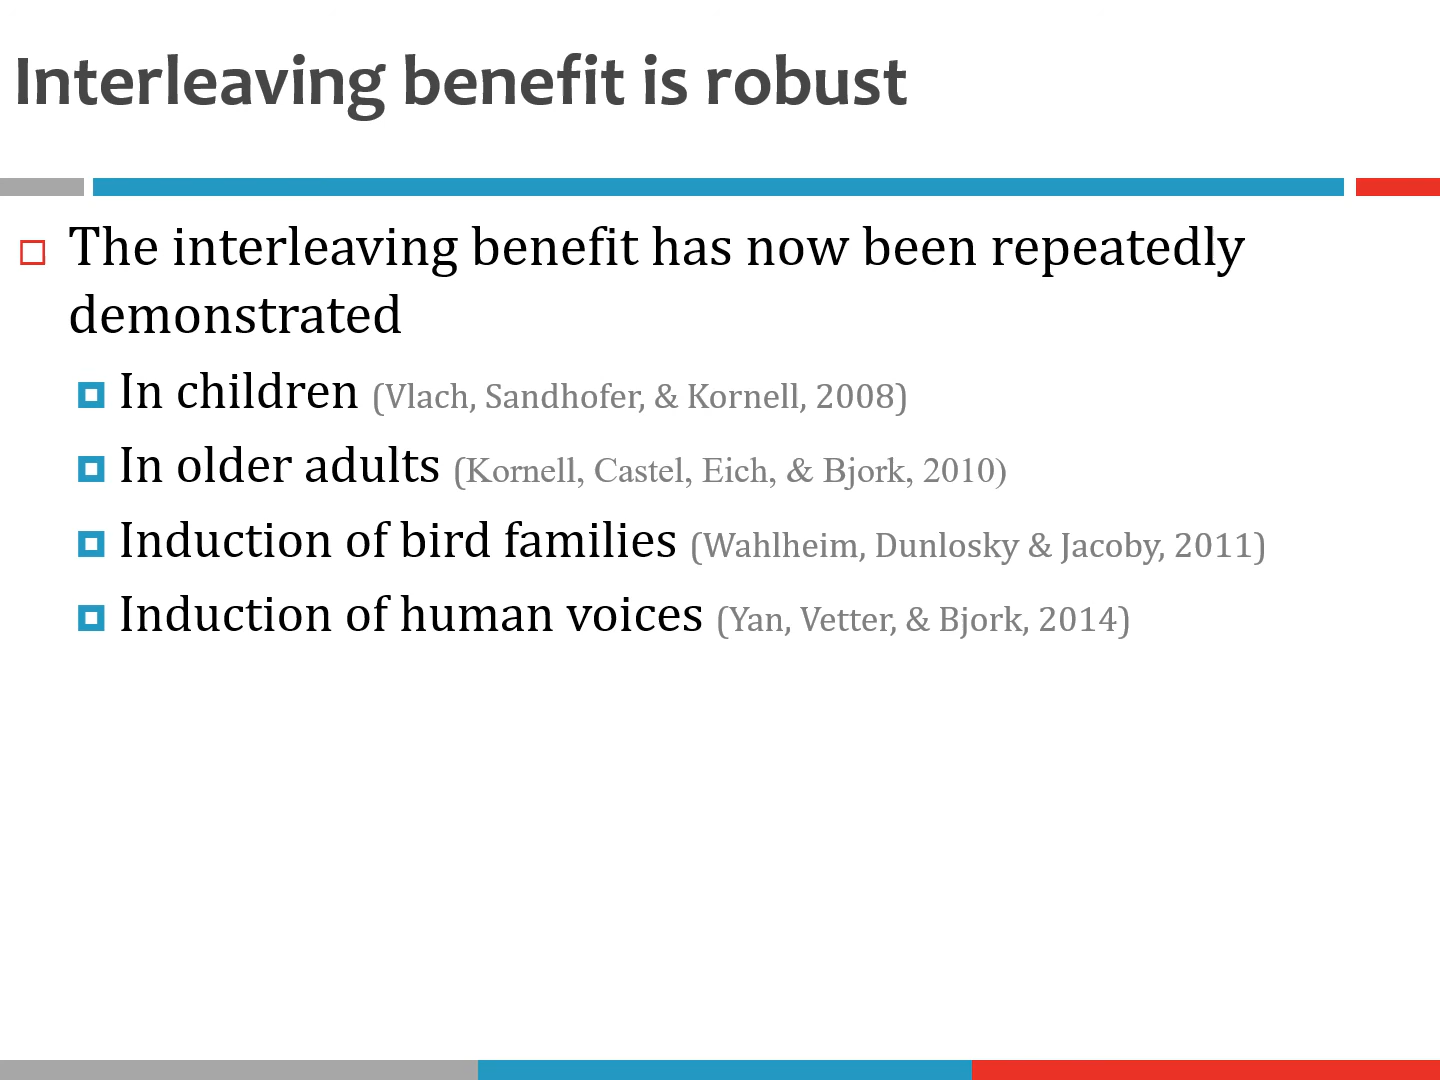 Interleaving benefit is robust
The interleaving benefit has now been repeatedly
demonstrated
In children (Vlach, Sandhofer, & Kornell, 2008)
In older adults (Kornell, Castel, Eich, & Bjork, 2010)
Induction of bird families (Wahlheim, Dunlosky & Jacoby, 2011)
Induction of human voices (Yan, Vetter, & Bjork, 2014)